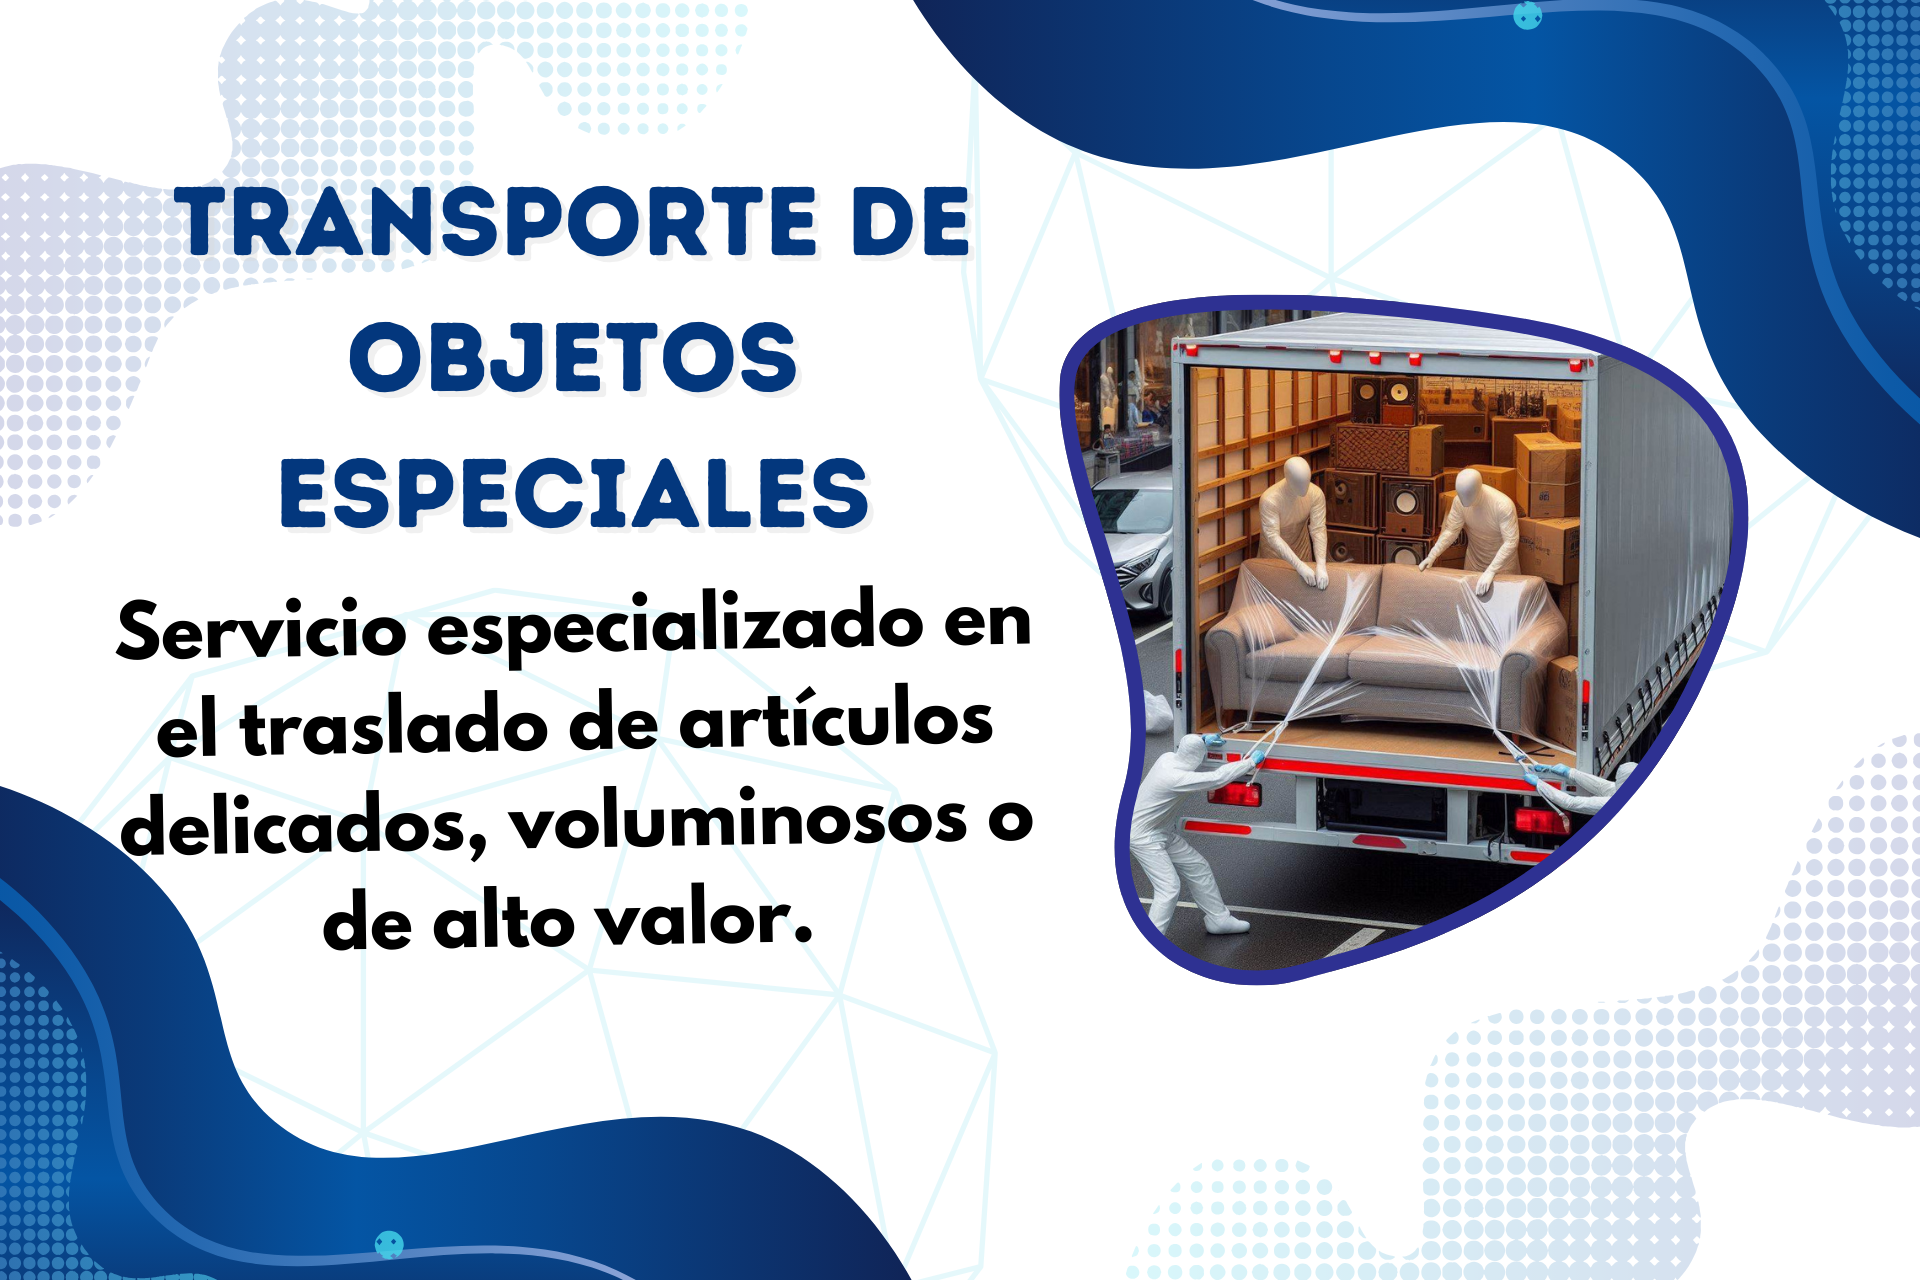 TRANSPORTE DE
OBJETOS
ESPECIALES
Servicio especializado en
el traslado de artículos
delicados, voluminosos o
de alto valor.